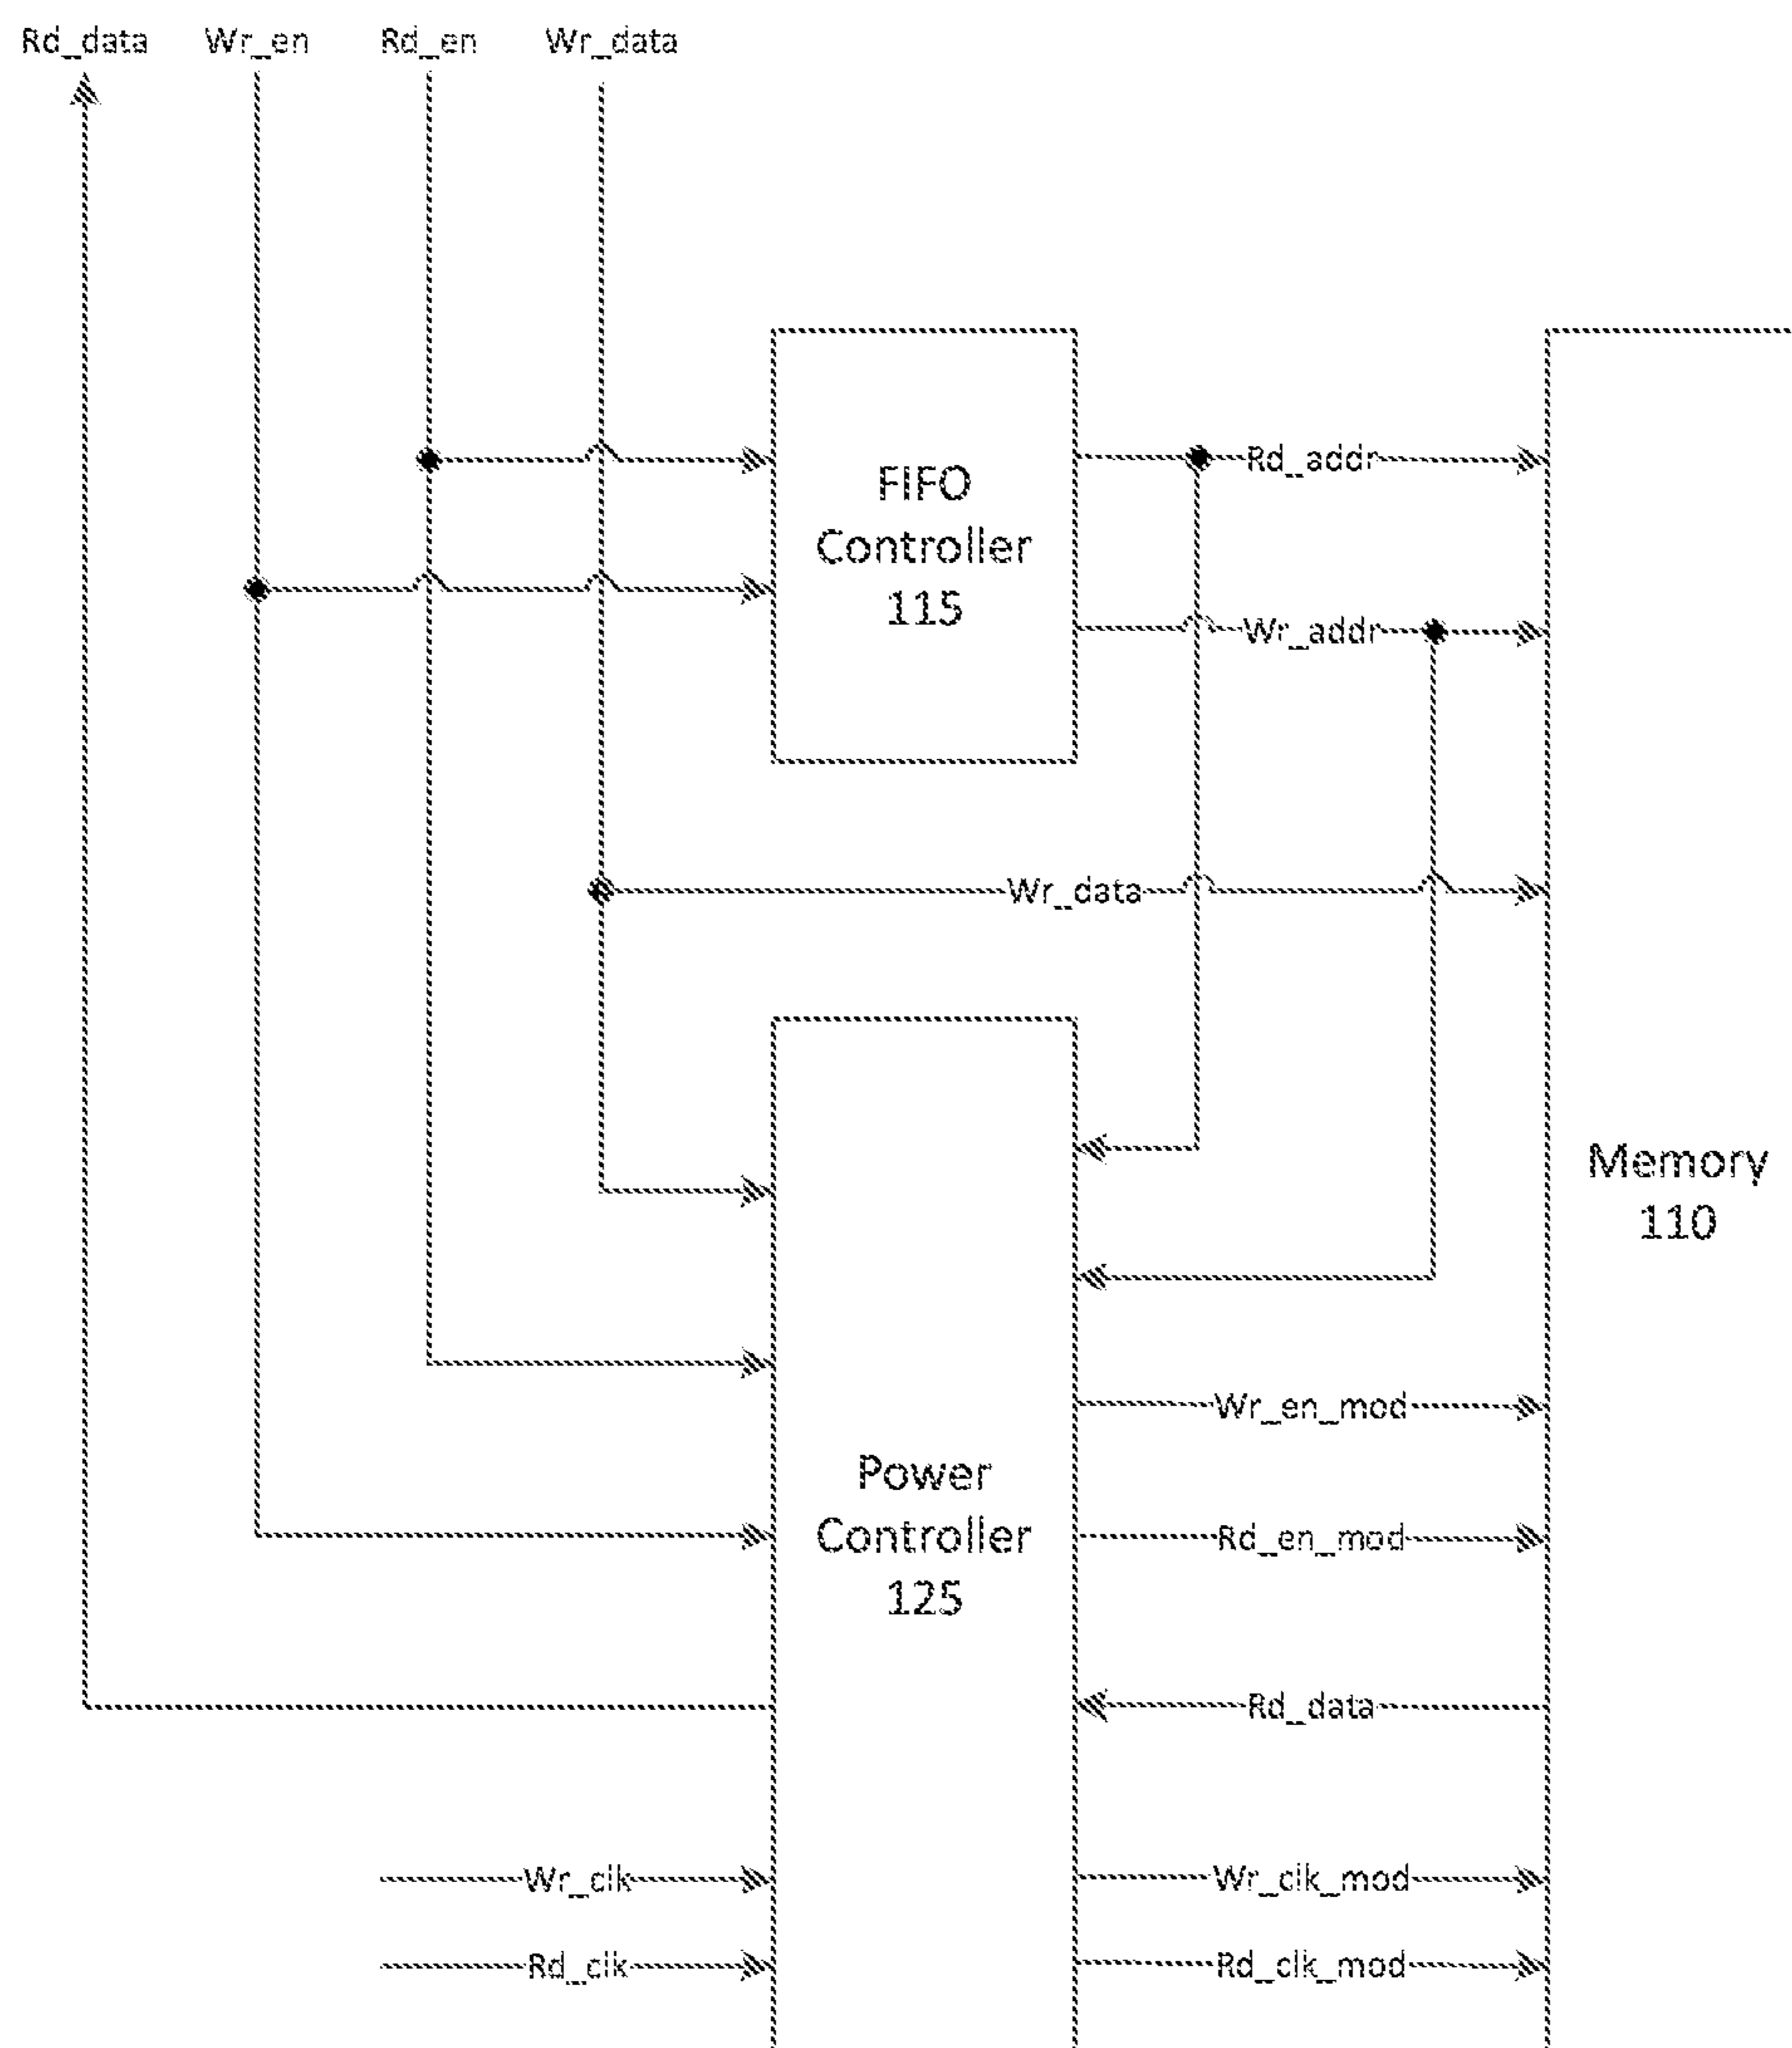 Rd_data Wr_en Rd_en Wr_data
FIFO
Controller
115
Rd_addr
Wr_addr
Wr_data
Memory
110
Power
Controller
125
Wr_en_mod
Rd_en_mod
Rd_data
Wr_clk
Wr_clk_mod
Rd_clk
Rd_clk_mod